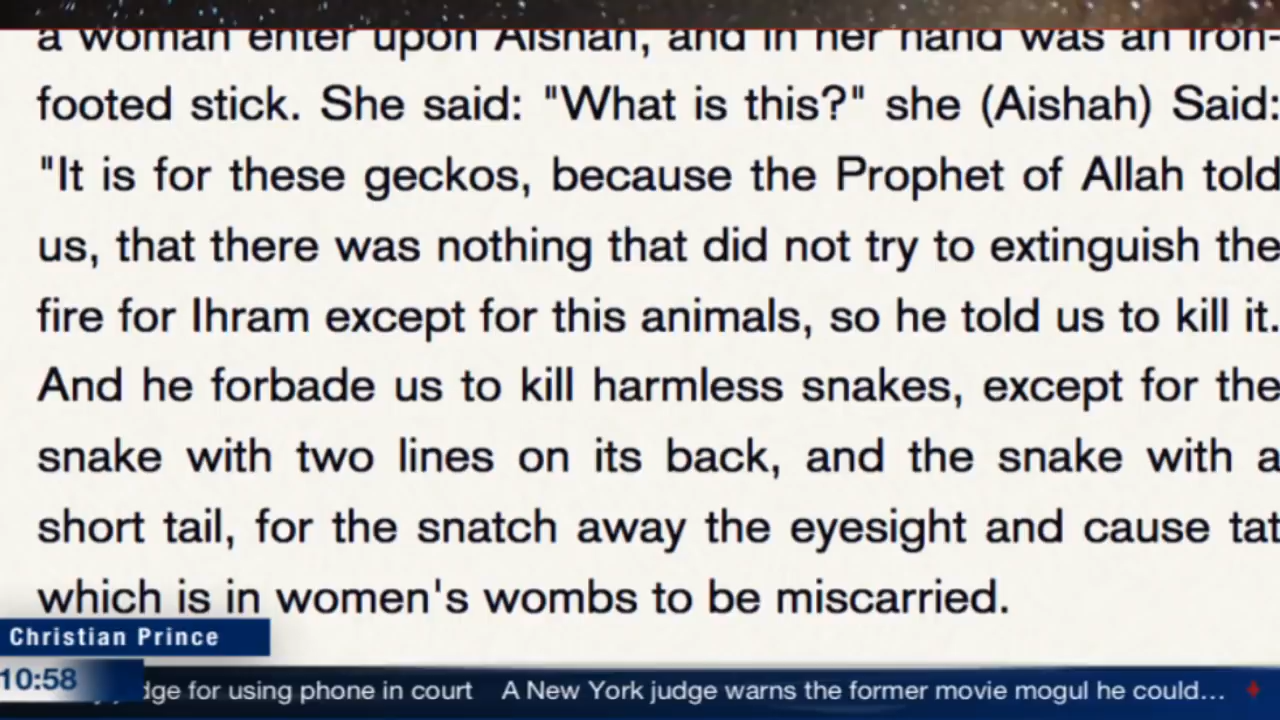 a woman enter upon Aishah, and in her hand was an iron-
footed stick. She said: "What is this?" she (Aishah) Said:
"It is for these geckos, because the Prophet of Allah told
us, that there was nothing that did not try to extinguish the
fire for Ihram except for this animals, so he told us to kill it.
And he forbade us to kill harmless snakes, except for the
snake with two lines on its back, and the snake with a
short tail, for the snatch away the eyesight and cause tat
which is in women's wombs to be miscarried.
Christian Prince
10:58
dge for using phone in court A New York judge warns the former movie mogul he could...